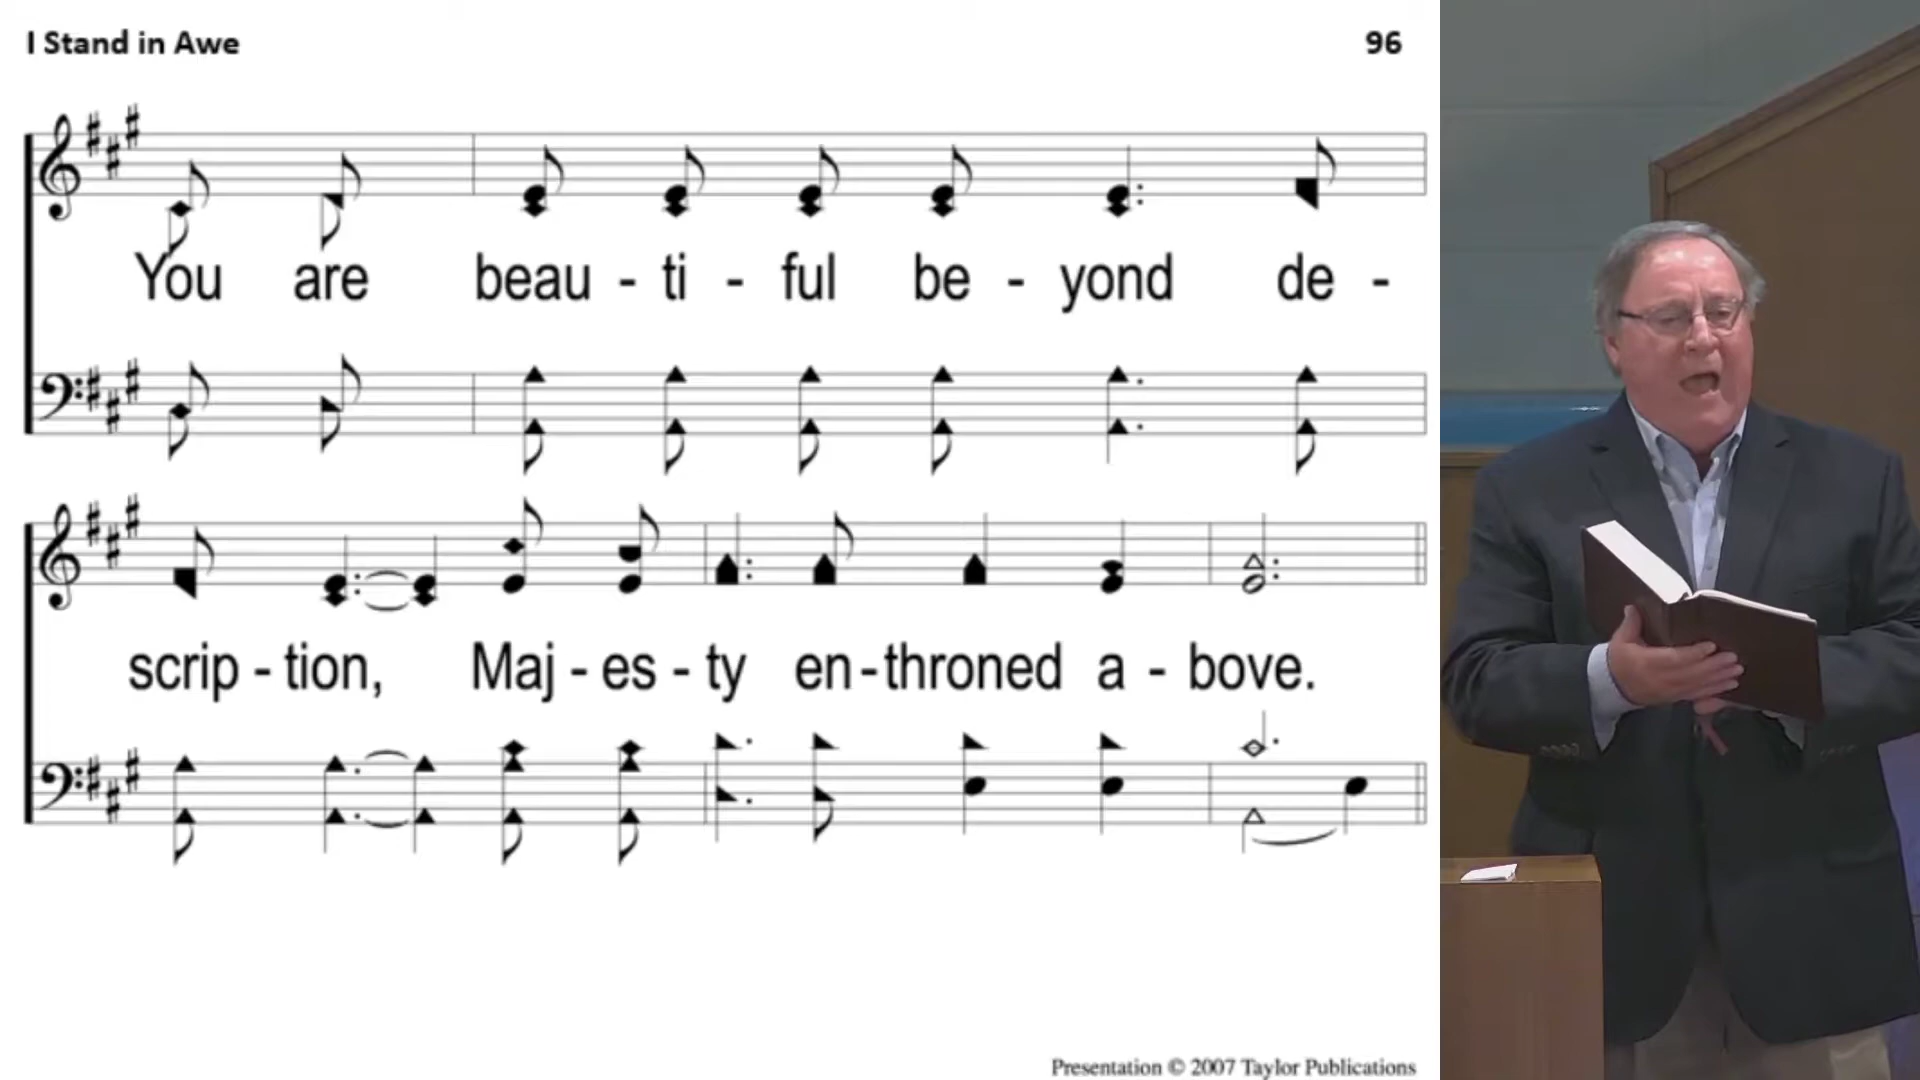 I Stand in Awe 96
You are beau - ti - ful be - yond de -
scrip - tion, Maj - es - ty en - throned a - bove.
Presentation © 2007 Taylor Publications